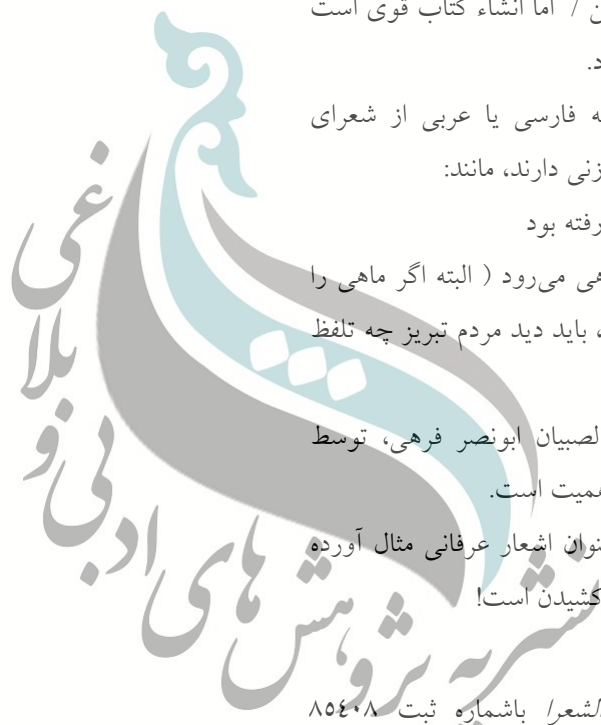 ن / اما انشاء کتاب قوی است
د.
ه فارسی یا عربی از شعرای
زنی دارند، مانند:
رفته بود
هی می‌رود ( البته اگر ماهی را
، باید دید مردم تبریز چه تلفظ
لصبیان ابونصر فرهی، توسط
همیت است.
نوان اشعار عرفانی مثال آورده
کشیدن است!
لشعرا باشماره ثبت ۸۵۴۰۸
نشریه پژوهش های ادبی و بلاغی